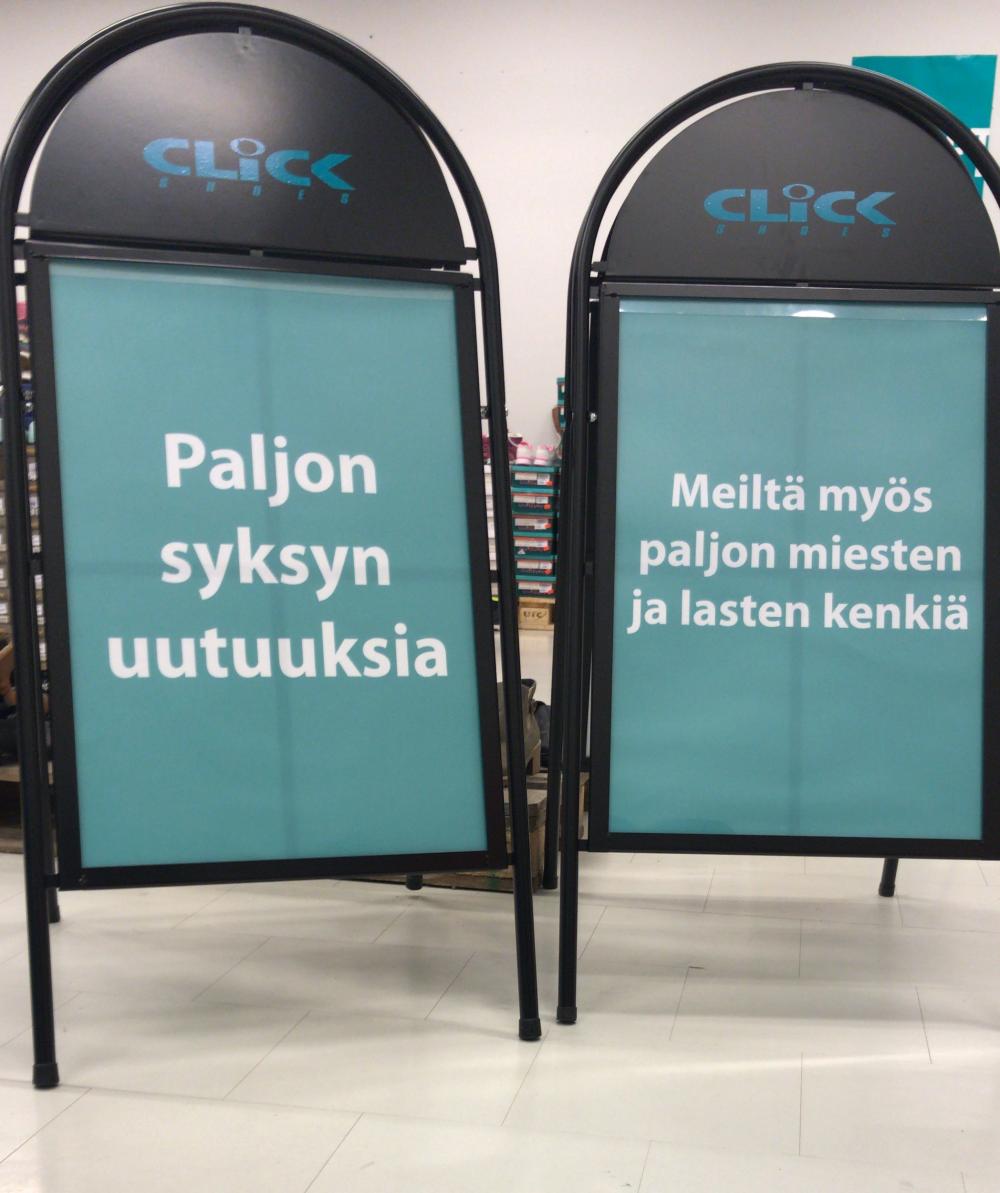 CLiCK
SHOES
Paljon
syksyn
uutuuksia
CLiCK
SHOES
Meiltä myös
paljon miesten
ja lasten kenkiä